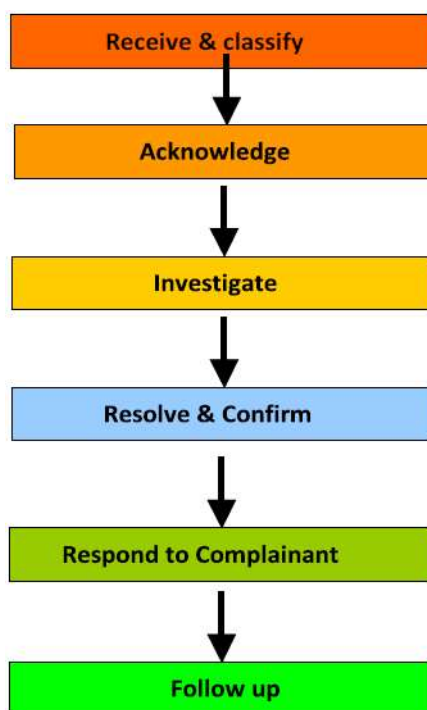 Receive & classify
Acknowledge
Investigate
Resolve & Confirm
Respond to Complainant
Follow up